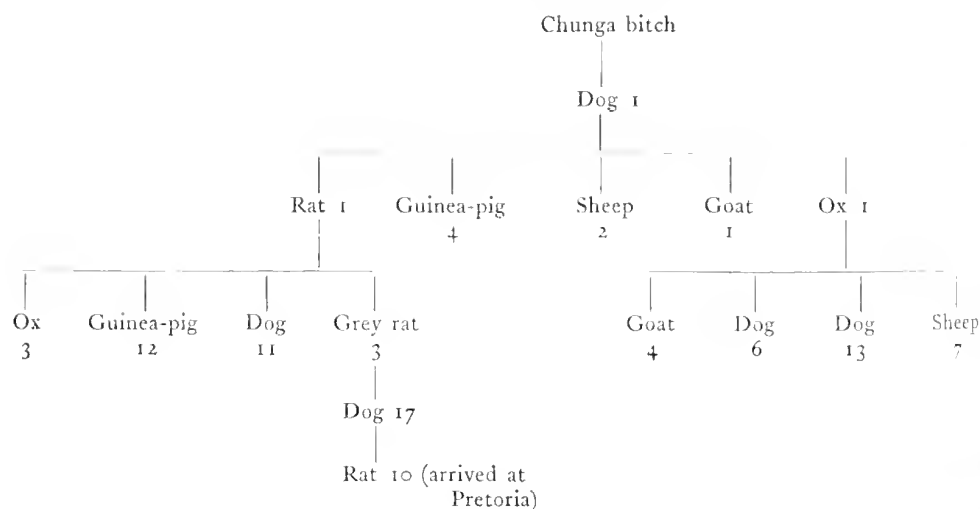 Chunga bitch
Dog 1
Rat 1 Guinea-pig Sheep Goat Ox 1
4 2 1
Ox Guinea-pig Dog Grey rat Goat Dog Dog Sheep
3 12 11 3 4 6 13 7
Dog 17
Rat 10 (arrived at
Pretoria)